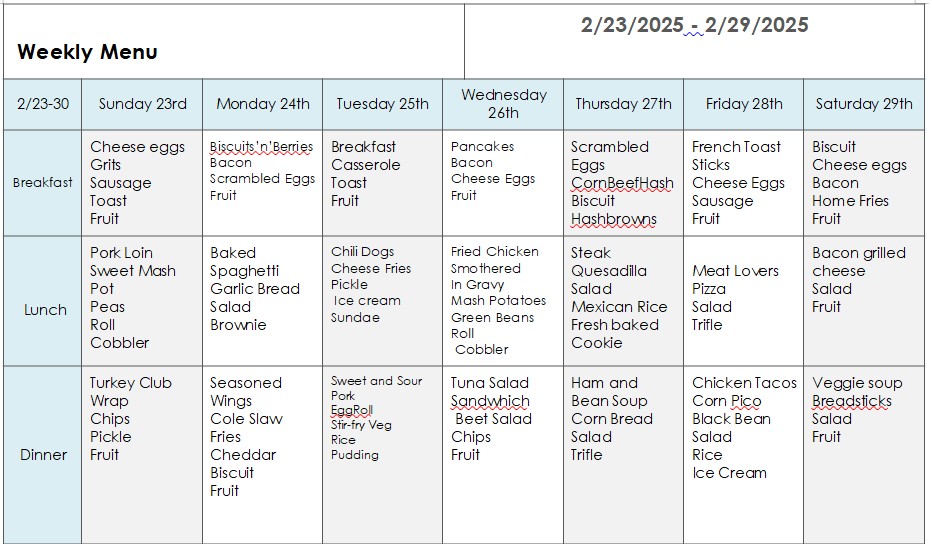 2/23/2025 - 2/29/2025
Weekly Menu
2/23-30
Sunday 23rd
Monday 24th
Tuesday 25th
Wednesday
26th
Thursday 27th
Friday 28th
Saturday 29th
Breakfast
Cheese eggs
Grits
Sausage
Toast
Fruit
Biscuits'n'Berries
Bacon
Scrambled Eggs
Fruit
Breakfast
Casserole
Toast
Fruit
Pancakes
Bacon
Cheese Eggs
Fruit
Scrambled
Eggs
CornBeefHash
Biscuit
Hashbrowns
French Toast
Sticks
Cheese Eggs
Sausage
Fruit
Biscuit
Cheese eggs
Bacon
Home Fries
Fruit
Lunch
Pork Loin
Sweet Mash
Pot
Peas
Roll
Cobbler
Baked
Spaghetti
Garlic Bread
Salad
Brownie
Chili Dogs
Cheese Fries
Pickle
Ice cream
Sundae
Fried Chicken
Smothered
In Gravy
Mash Potatoes
Green Beans
Roll
Cobbler
Steak
Quesadilla
Salad
Mexican Rice
Fresh baked
Cookie
Meat Lovers
Pizza
Salad
Trifle
Bacon grilled
cheese
Salad
Fruit
Dinner
Turkey Club
Wrap
Chips
Pickle
Fruit
Seasoned
Wings
Cole Slaw
Fries
Cheddar
Biscuit
Fruit
Sweet and Sour
Pork
EggRoll
Stir-fry Veg
Rice
Pudding
Tuna Salad
Sandwhich
Beet Salad
Chips
Fruit
Ham and
Bean Soup
Corn Bread
Salad
Trifle
Chicken Tacos
Corn Pico
Black Bean
Salad
Rice
Ice Cream
Veggie soup
Breadsticks
Salad
Fruit